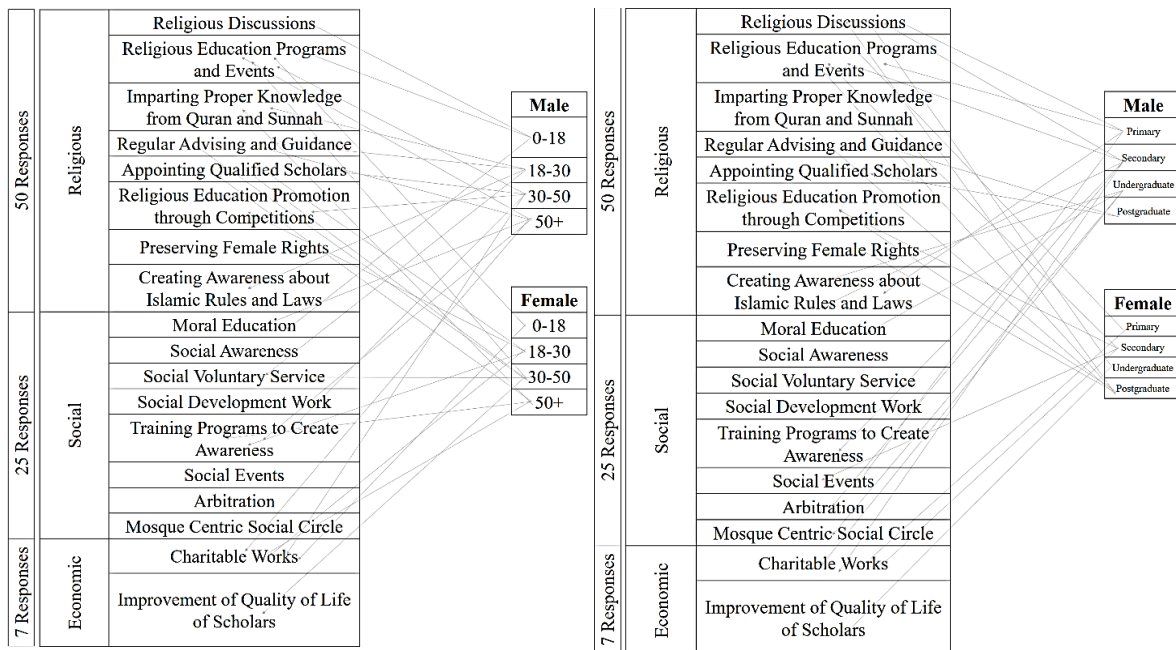 50 Responses
Religious
Religious Discussions
Religious Education Programs
and Events
Imparting Proper Knowledge
from Quran and Sunnah
Regular Advising and Guidance
Appointing Qualified Scholars
Religious Education Promotion
through Competitions
Preserving Female Rights
Creating Awareness about
Islamic Rules and Laws
25 Responses
Social
Moral Education
Social Awareness
Social Voluntary Service
Social Development Work
Training Programs to Create
Awareness
Social Events
Arbitration
Mosque Centric Social Circle
7 Responses
Economic
Charitable Works
Improvement of Quality of Life
of Scholars
Male
0-18
18-30
30-50
50+
Female
0-18
18-30
30-50
50+
50 Responses
Religious
Religious Discussions
Religious Education Programs
and Events
Imparting Proper Knowledge
from Quran and Sunnah
Regular Advising and Guidance
Appointing Qualified Scholars
Religious Education Promotion
through Competitions
Preserving Female Rights
Creating Awareness about
Islamic Rules and Laws
25 Responses
Social
Moral Education
Social Awareness
Social Voluntary Service
Social Development Work
Training Programs to Create
Awareness
Social Events
Arbitration
Mosque Centric Social Circle
7 Responses
Economic
Charitable Works
Improvement of Quality of Life
of Scholars
Male
Primary
Secondary
Undergraduate
Postgraduate
Female
Primary
Secondary
Undergraduate
Postgraduate